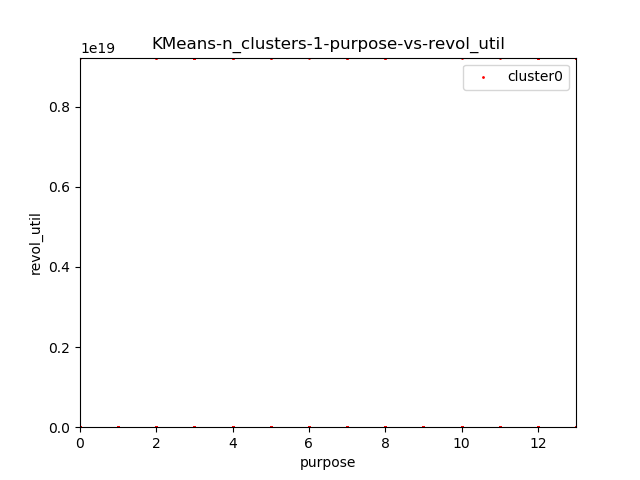 KMeans-n_clusters-1-purpose-vs-revol_util
1e19
cluster0
0.8
0.6
0.4
0.2
0.0
revol_util
0 2 4 6 8 10 12
purpose